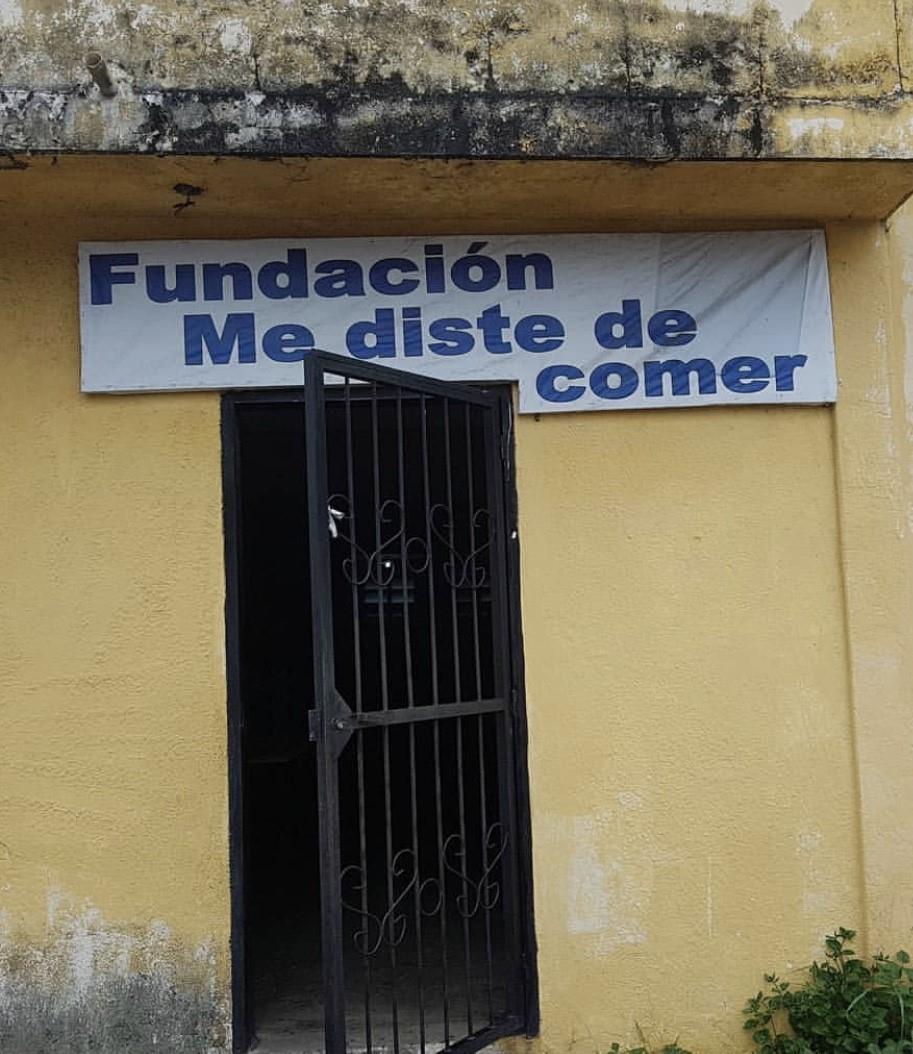 Fundación
Me diste de
comer